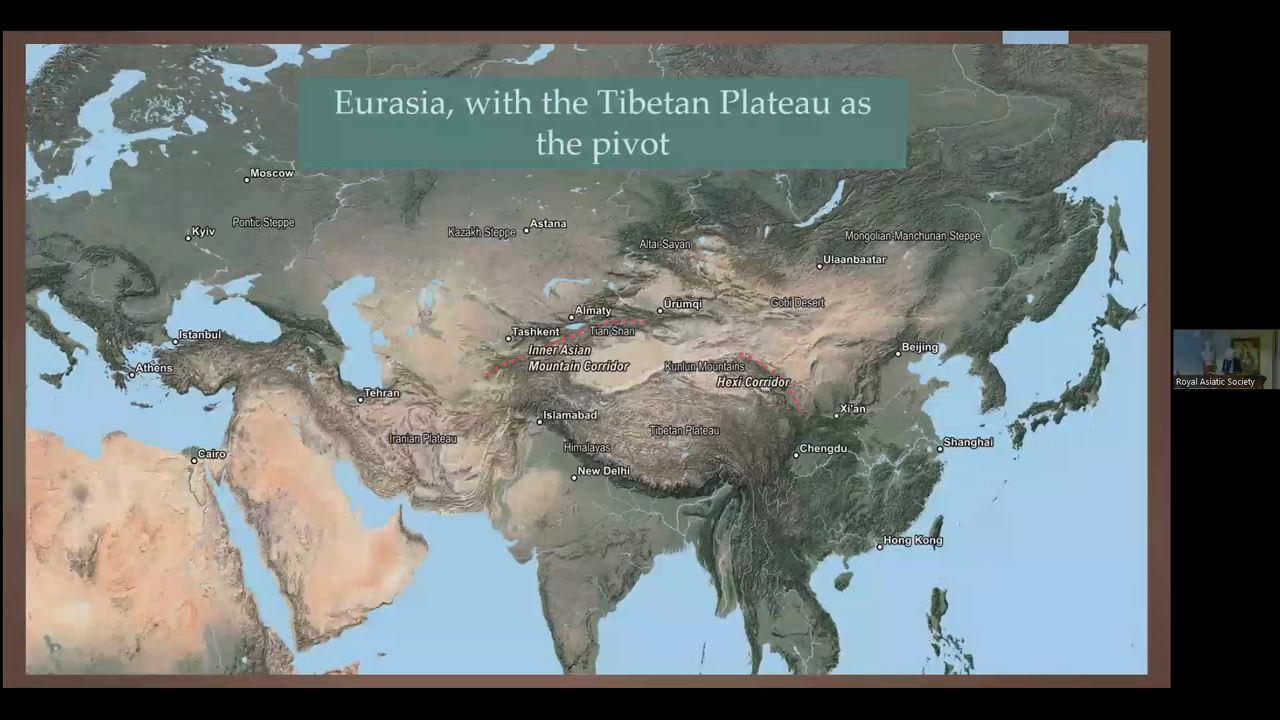 Eurasia, with the Tibetan Plateau as
the pivot
Moscow
Kyiv
Pontic Steppe
Kazakh Steppe
Astana
Altai-Sayan
Mongolian-Manchurian Steppe
Ulaanbaatar
Gobi Desert
Ürümqi
Almaty
Tashkent
Tian Shan
Istanbul
Athens
Inner Asian
Mountain Corridor
Kunlun Mountains
Hexi Corridor
Beijing
Tehran
Xi'an
Islamabad
Iranian Plateau
Tibetan Plateau
Himalayas
Chengdu
Shanghai
Cairo
New Delhi
Hong Kong
Royal Asiatic Society